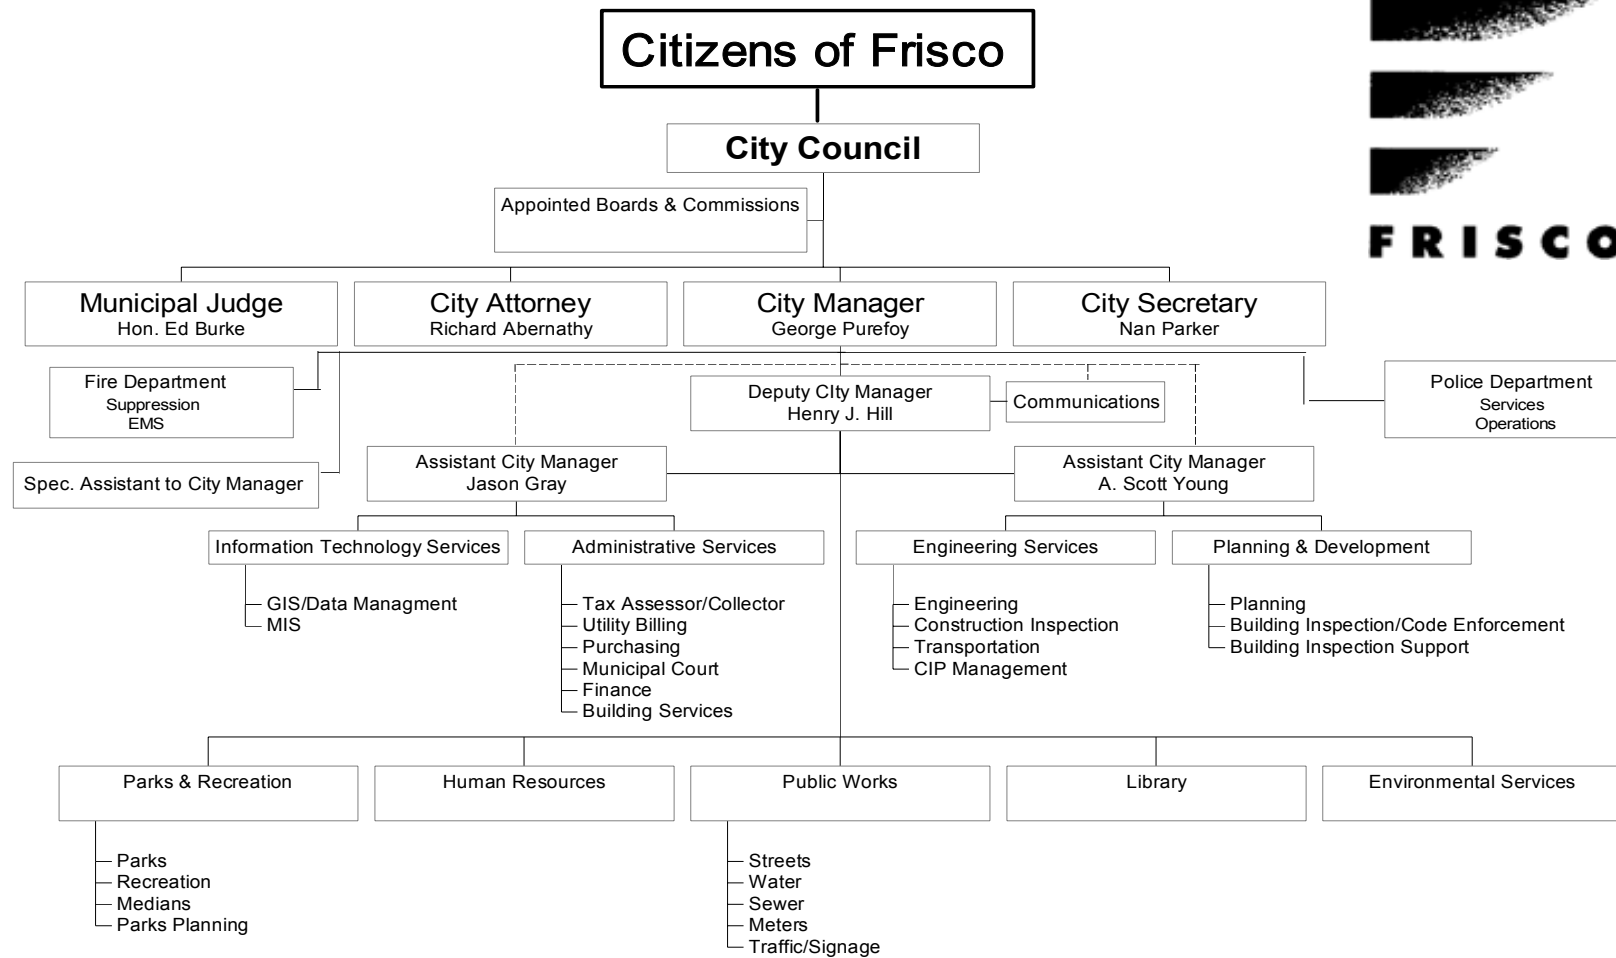 Citizens of Frisco
City Council
FRISCO
Appointed Boards & Commissions
Municipal Judge
Hon. Ed Burke
City Attorney
Richard Abernathy
City Manager
George Purefoy
City Secretary
Nan Parker
Fire Department
Suppression
EMS
Deputy CIty Manager
Henry J. Hill
Communications
Police Department
Services
Operations
Spec. Assistant to City Manager
Assistant City Manager
Jason Gray
Assistant City Manager
A. Scott Young
Information Technology Services
GIS/Data Managment
MIS
Administrative Services
Tax Assessor/Collector
Utility Billing
Purchasing
Municipal Court
Finance
Building Services
Engineering Services
Engineering
Construction Inspection
Transportation
CIP Management
Planning & Development
Planning
Building Inspection/Code Enforcement
Building Inspection Support
Parks & Recreation
Parks
Recreation
Medians
Parks Planning
Human Resources
Public Works
Streets
Water
Sewer
Meters
Traffic/Signage
Library
Environmental Services